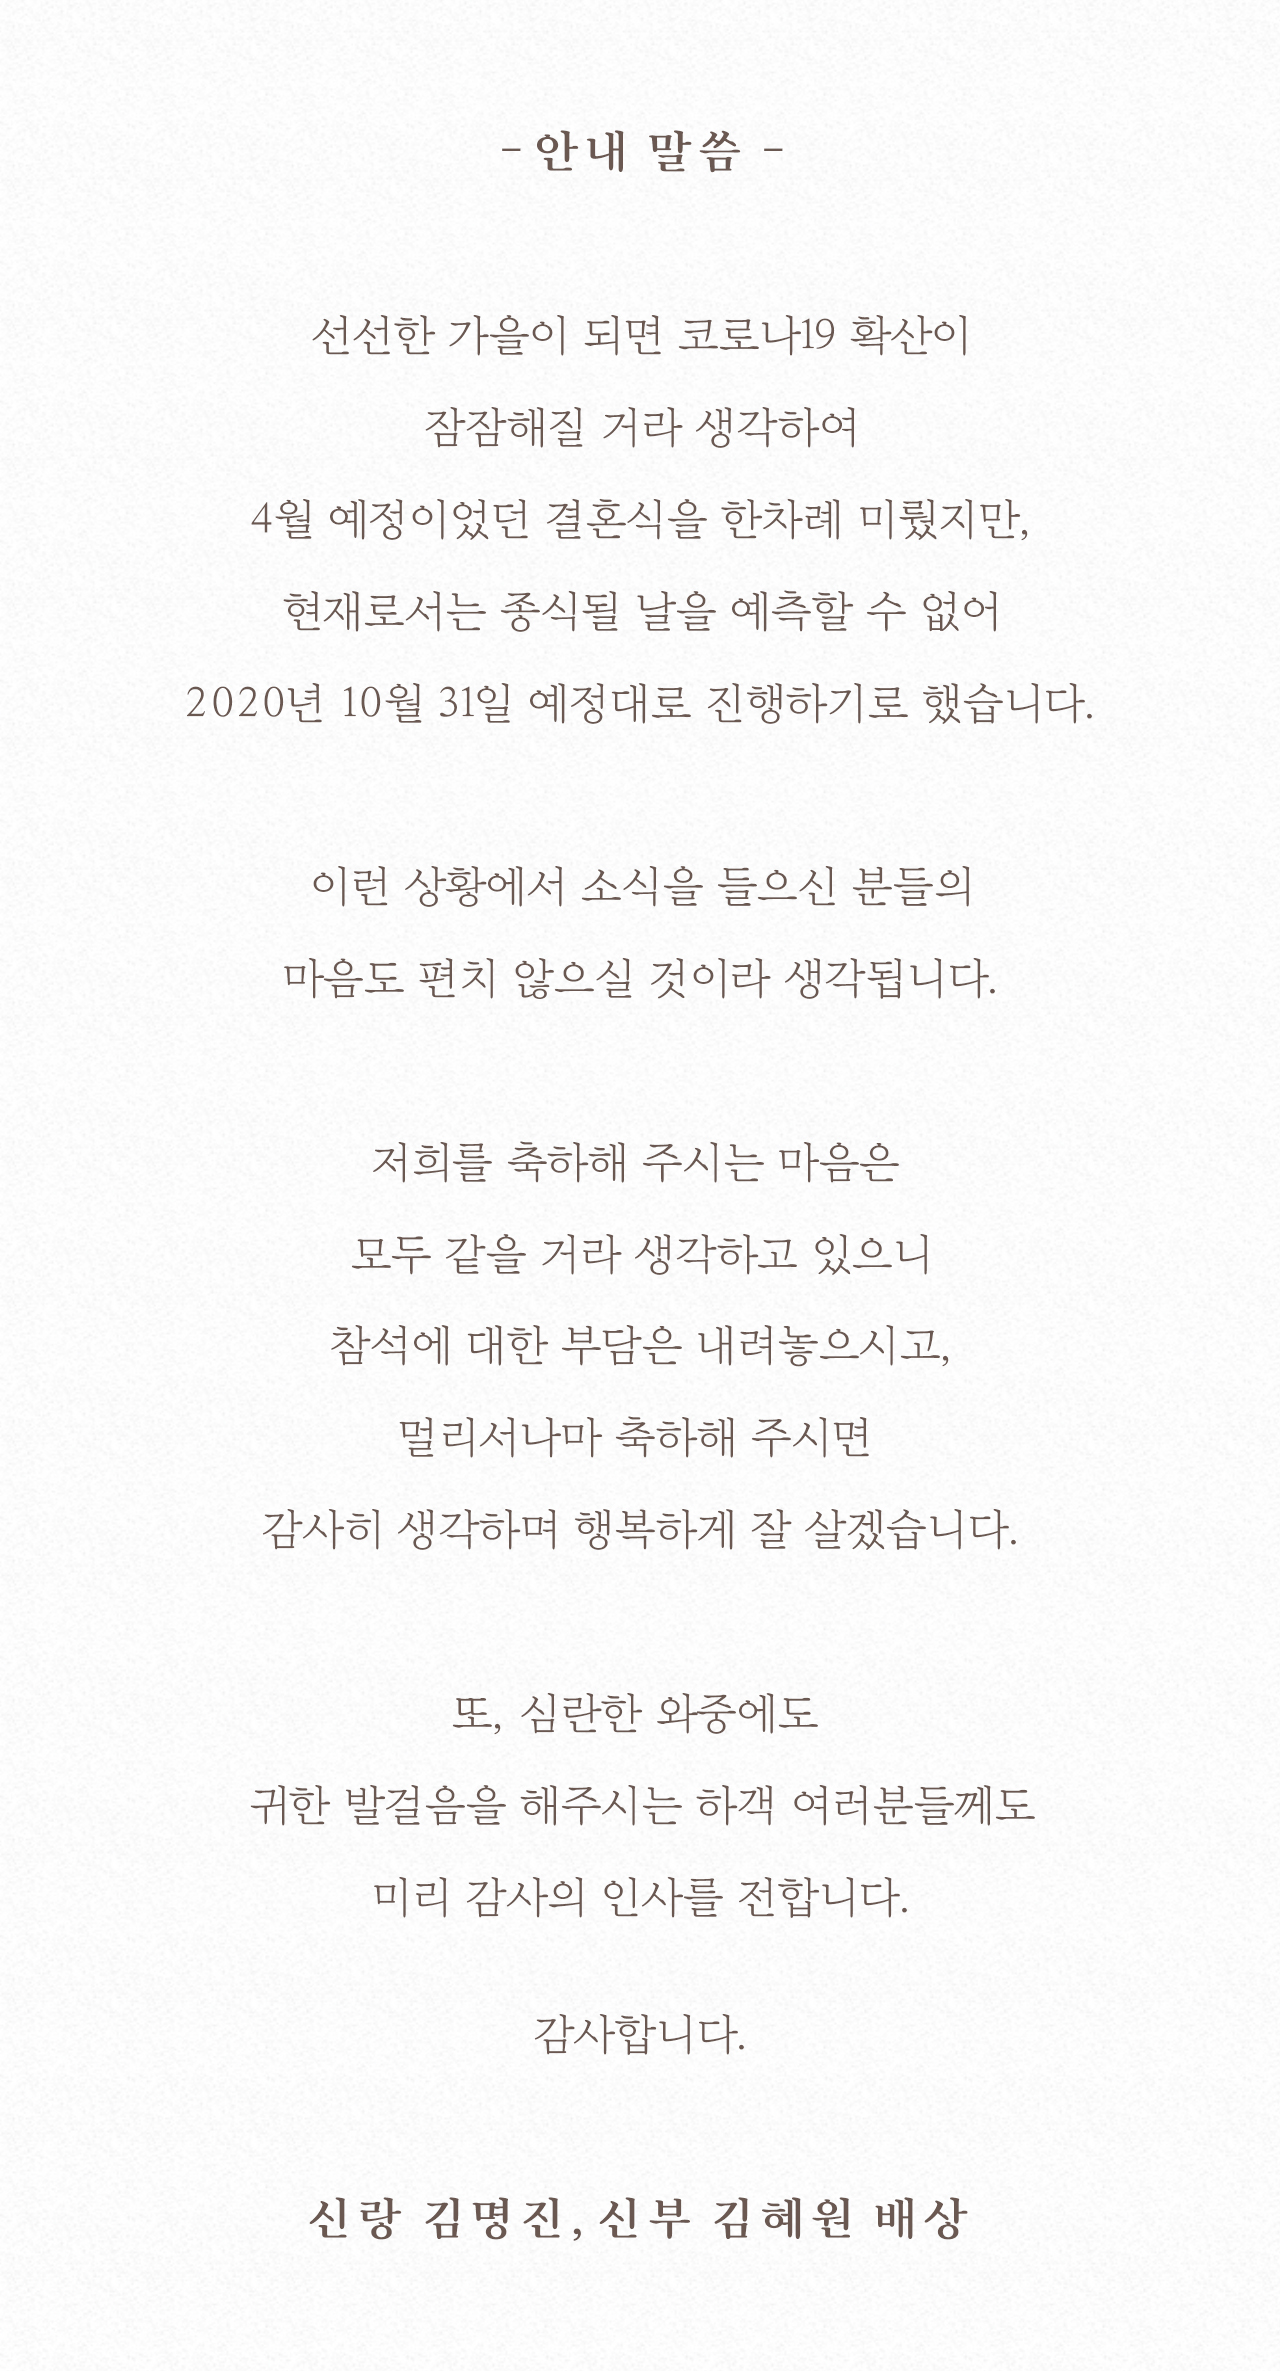 - 안내 말씀 -
선선한 가을이 되면 코로나19 확산이
잠잠해질 거라 생각하여
4월 예정이었던 결혼식을 한차례 미뤘지만,
현재로서는 종식될 날을 예측할 수 없어
2020년 10월 31일 예정대로 진행하기로 했습니다.
이런 상황에서 소식을 들으신 분들의
마음도 편치 않으실 것이라 생각됩니다.
저희를 축하해 주시는 마음은
모두 같을 거라 생각하고 있으니
참석에 대한 부담은 내려놓으시고,
멀리서나마 축하해 주시면
감사히 생각하며 행복하게 잘 살겠습니다.
또, 심란한 와중에도
귀한 발걸음을 해주시는 하객 여러분들께도
미리 감사의 인사를 전합니다.
감사합니다.
신랑 김명진, 신부 김혜원 배상